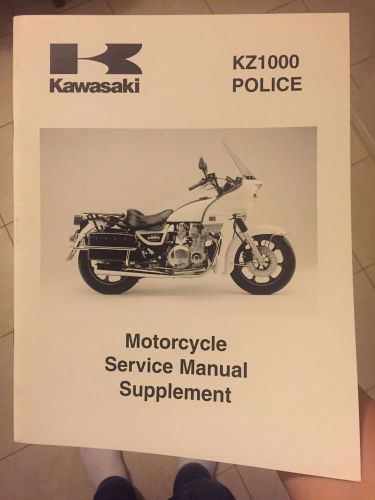 Kawasaki
KZ1000
POLICE
Motorcycle
Service Manual
Supplement